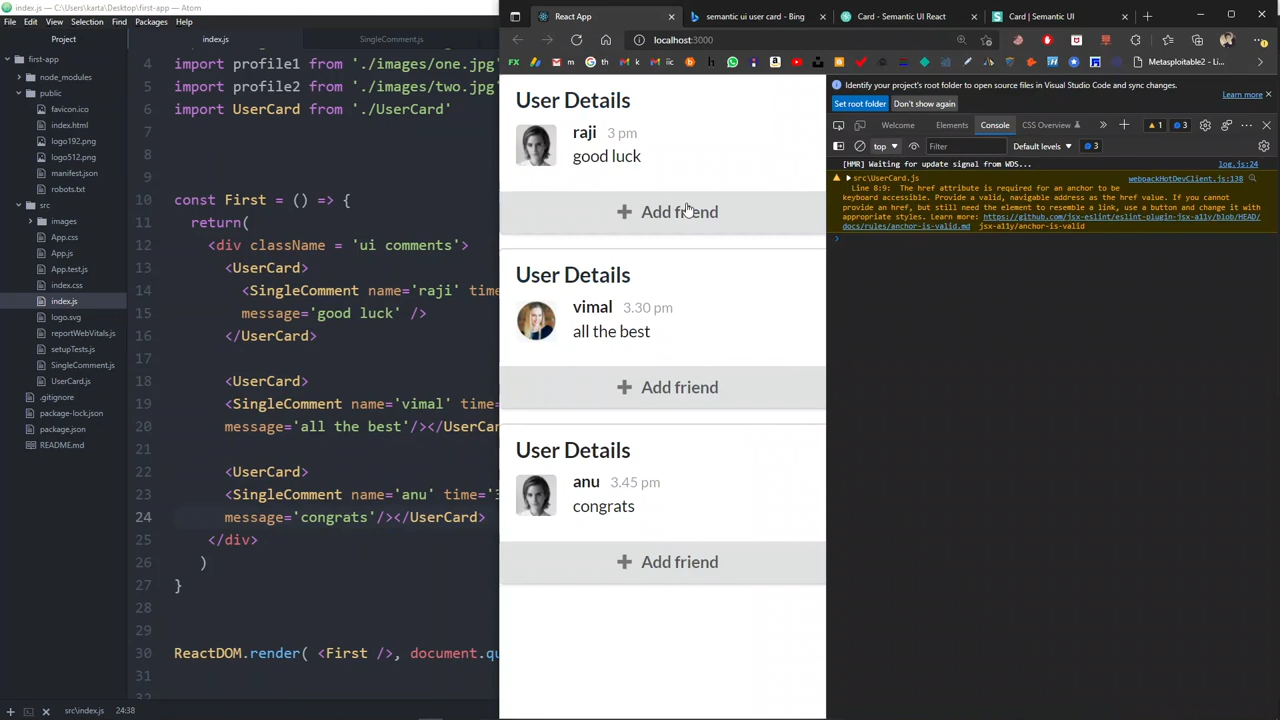 index.js — C:\Users\karta\Desktop\first-app — Atom
File Edit View Selection Find Packages Help
Project
index.js
SingleComment.js
first-app
node_modules
public
favicon.ico
index.html
logo192.png
logo512.png
manifest.json
robots.txt
src
images
App.css
App.js
App.test.js
index.css
index.js
logo.svg
reportWebVitals.js
setupTests.js
SingleComment.js
UserCard.js
.gitignore
package-lock.json
package.json
README.md
4 import profile1 from './images/one.jpg'
5 import profile2 from './images/two.jpg'
6 import UserCard from './UserCard'
7
8
9
10 const First = () => {
11 return(
12 <div className = 'ui comments'>
13 <UserCard>
14 <SingleComment name='raji' time
15 message='good luck' />
16 </UserCard>
17
18 <UserCard>
19 <SingleComment name='vimal' time=
20 message='all the best'/></UserCar
21
22 <UserCard>
23 <SingleComment name='anu' time='3
24 message='congrats'/></UserCard>
25 </div>
26 )
27 }
28
29
30 ReactDOM.render( <First />, document.qu
31
32
src\index.js 24:38
React App
semantic ui user card - Bing
Card - Semantic UI React
Card | Semantic UI
localhost:3000
FX
m
th
k
iic
h
Metasploitable2 - L...
User Details
raji 3 pm
good luck
Add friend
User Details
vimal 3.30 pm
all the best
Add friend
User Details
anu 3.45 pm
congrats
Add friend
Identify your project's root folder to open source files in Visual Studio Code and sync changes.
Learn more
Set root folder Don't show again
Welcome Elements Console CSS Overview 1 3
top Filter Default levels 3
[HMR] Waiting for update signal from WDS... log.js:24
src\UserCard.js webpackHotDevClient.js:138
Line 8:9: The href attribute is required for an anchor to be
keyboard accessible. Provide a valid, navigable address as the href value. If you cannot
provide an href, but still need the element to resemble a link, use a button and change it with
appropriate styles. Learn more: https://github.com/jsx-eslint/eslint-plugin-jsx-a11y/blob/HEAD/
docs/rules/anchor-is-valid.md jsx-a11y/anchor-is-valid